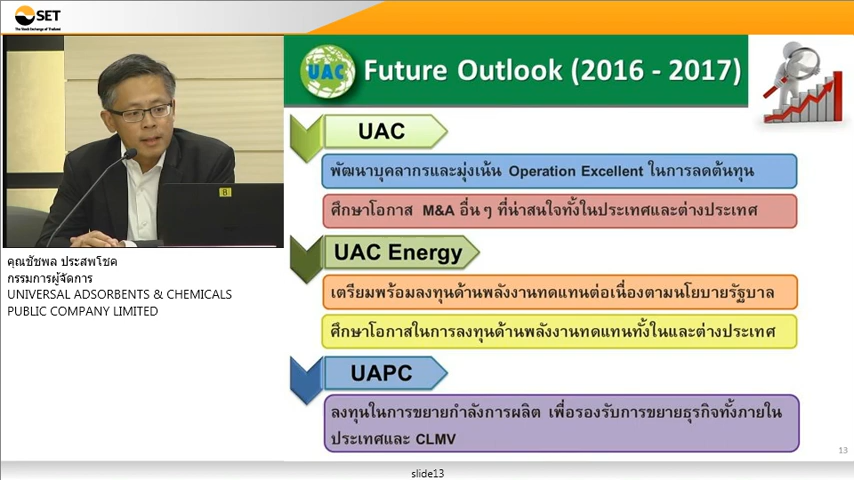 SET
The Stock Exchange of Thailand
UAC
Future Outlook (2016 - 2017)
UAC
พัฒนาบุคลากรและมุ่งเน้น Operation Excellent ในการลดต้นทุน
ศึกษาโอกาส M&A อื่น ๆ ที่น่าสนใจทั้งในประเทศและต่างประเทศ
UAC Energy
เตรียมพร้อมลงทุนด้านพลังงานทดแทนต่อเนื่องตามนโยบายรัฐบาล
ศึกษาโอกาสในการลงทุนด้านพลังงานทดแทนทั้งในและต่างประเทศ
UAPC
ลงทุนในการขยายกำลังการผลิต เพื่อรองรับการขยายธุรกิจทั้งภายใน
ประเทศและ CLMV
8
คุณชัชพล ประสพโชค
กรรมการผู้จัดการ
UNIVERSAL ADSORBENTS & CHEMICALS
PUBLIC COMPANY LIMITED
13
slide13